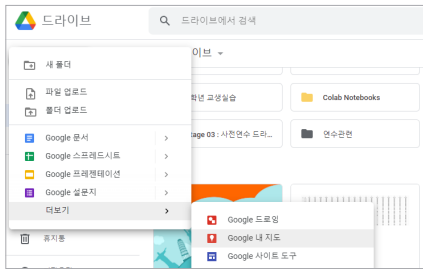 드라이브
드라이브에서 검색
이브
새 폴더
파일 업로드
폴더 업로드
Google 문서
Google 스프레드시트
Google 프레젠테이션
Google 설문지
더보기
휴지통
학년 교생실습
Colab Notebooks
tage 03 : 사전연수 드라...
연수관련
Google 드로잉
Google 내 지도
Google 사이트 도구